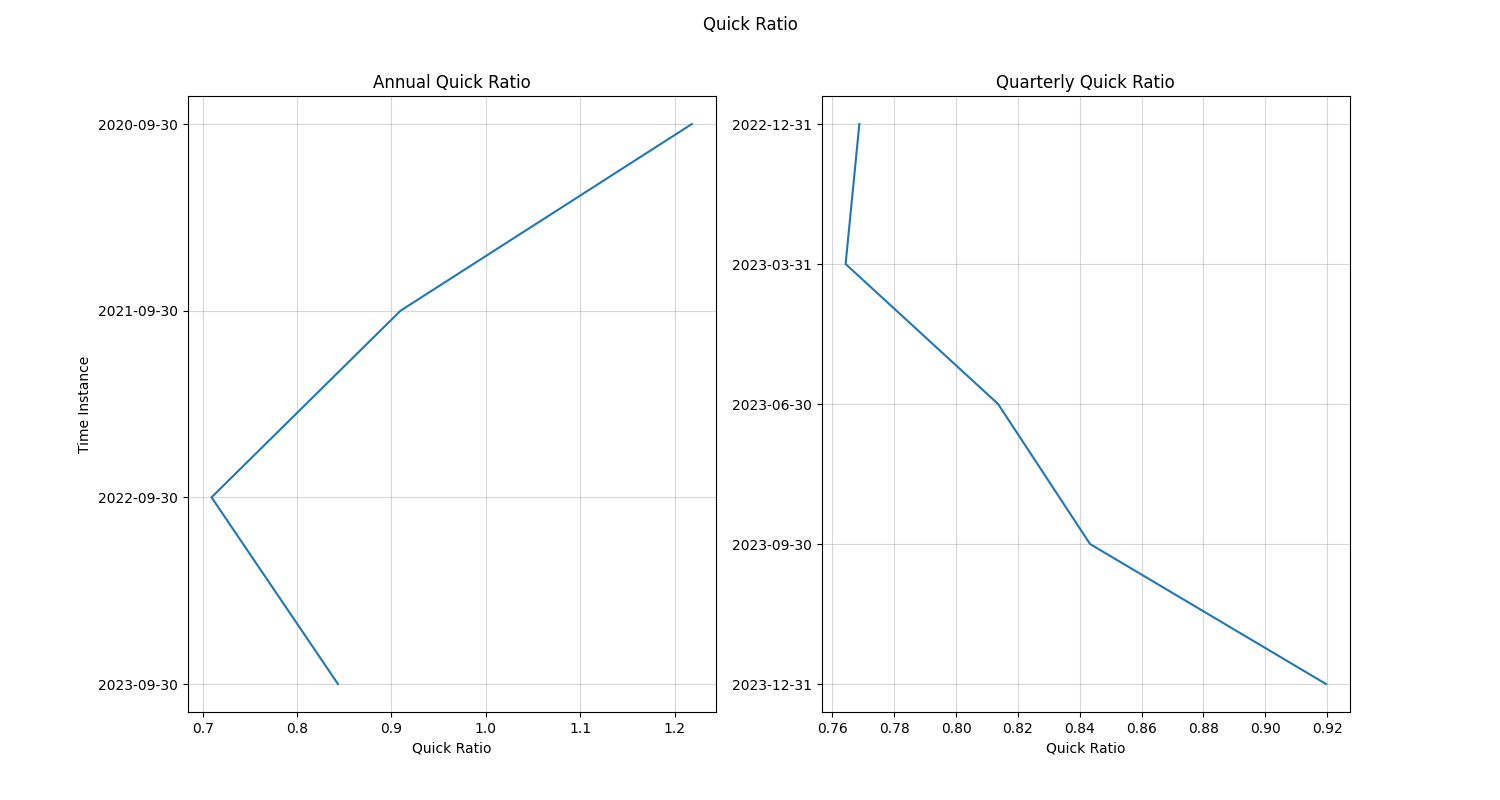 Quick Ratio
Annual Quick Ratio
Time Instance
2020-09-30
2021-09-30
2022-09-30
2023-09-30
0.7 0.8 0.9 1.0 1.1 1.2
Quick Ratio
Quarterly Quick Ratio
2022-12-31
2023-03-31
2023-06-30
2023-09-30
2023-12-31
0.76 0.78 0.80 0.82 0.84 0.86 0.88 0.90 0.92
Quick Ratio